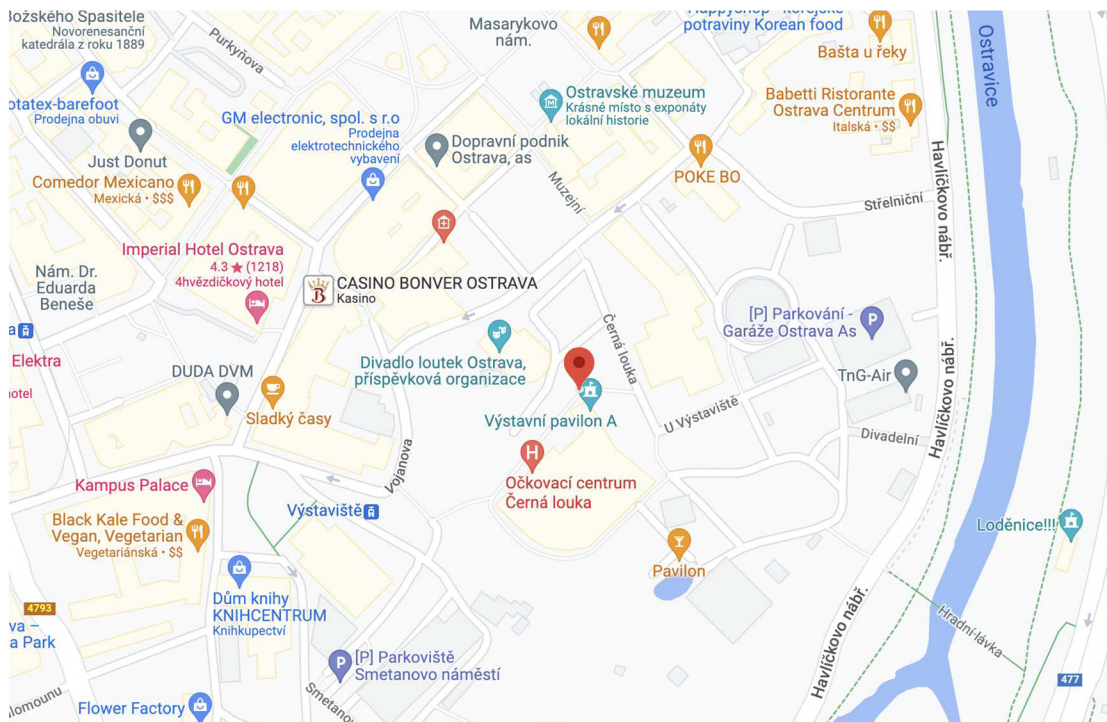 Božského Spasitele
Novorenesanční
katedrála z roku 1889
Purkyňova
Masarykovo
nám.
potraviny Korean food
Bašta u řeky
Ostravice
Prodejna obuvi
Just Donut
GM electronic, spol. s r.o
Prodejna
elektrotechnického
vybavení
Dopravní podnik
Ostrava, as
Ostravské muzeum
Krásné místo s exponáty
lokální historie
Babetti Ristorante
Ostrava Centrum
Italská • $$
Comedor Mexicano
Mexická • $$$
Muzejní
POKE BO
Střelniční
Havlíčkovo nábř.
Imperial Hotel Ostrava
4.3 ★ (1218)
4hvězdičkový hotel
Nám. Dr.
Eduarda
Beneše
CASINO BONVER OSTRAVA
Kasino
B
Elektra
Divadlo loutek Ostrava,
příspěvková organizace
Černá louka
[P] Parkování -
Garáže Ostrava As
P
DUDA DVM
TnG-Air
Sladký časy
Výstavní pavilon A
U Výstaviště
Divadelní
Havlíčkovo nábř.
H
Očkovací centrum
Černá louka
Vojanova
Kampus Palace
Výstaviště
Black Kale Food &
Vegan, Vegetarian
Vegetariánská • $$
Loděnice!!!
Pavilon
Dům knihy
KNIHCENTRUM
Knihkupectví
4793
a Park
Hradní lávka
Havlíčkovo nábř.
P
[P] Parkoviště
Smetanovo náměstí
477
Flower Factory